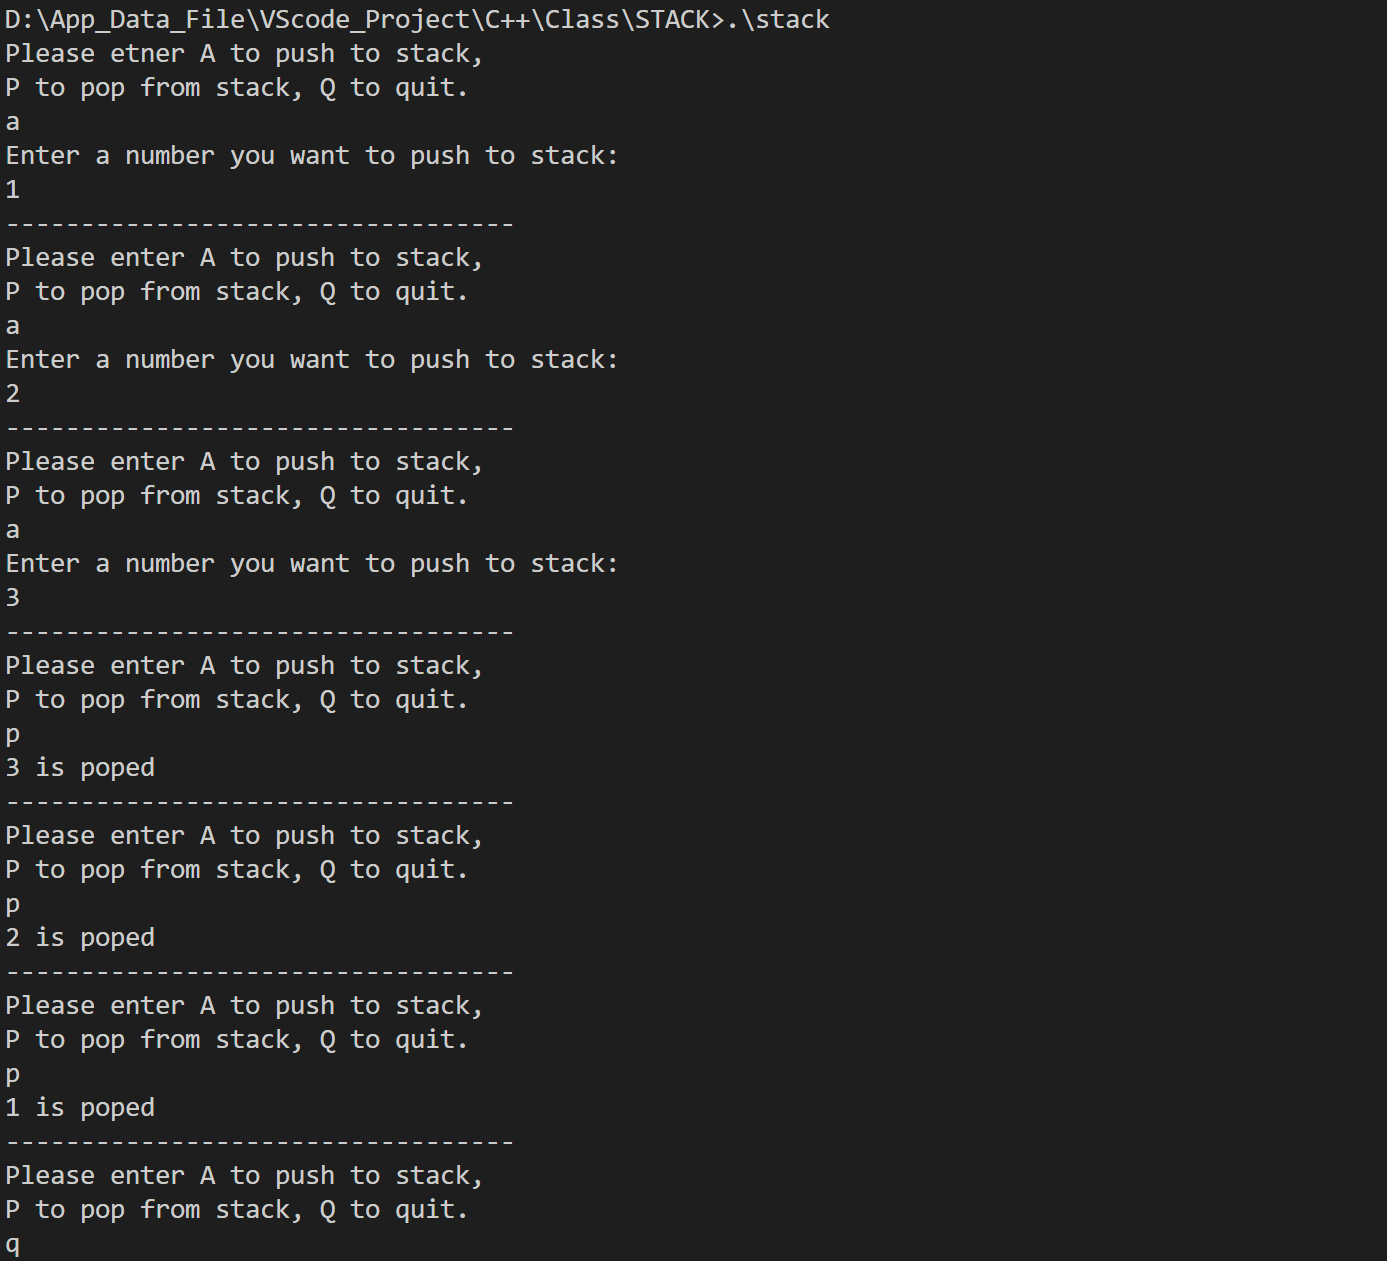 D:\App_Data_File\VScode_Project\C++\Class\STACK>.\stack
Please etner A to push to stack,
P to pop from stack, Q to quit.
a
Enter a number you want to push to stack:
1
----------------------------------
Please enter A to push to stack,
P to pop from stack, Q to quit.
a
Enter a number you want to push to stack:
2
----------------------------------
Please enter A to push to stack,
P to pop from stack, Q to quit.
a
Enter a number you want to push to stack:
3
----------------------------------
Please enter A to push to stack,
P to pop from stack, Q to quit.
p
3 is poped
----------------------------------
Please enter A to push to stack,
P to pop from stack, Q to quit.
p
2 is poped
----------------------------------
Please enter A to push to stack,
P to pop from stack, Q to quit.
p
1 is poped
----------------------------------
Please enter A to push to stack,
P to pop from stack, Q to quit.
q